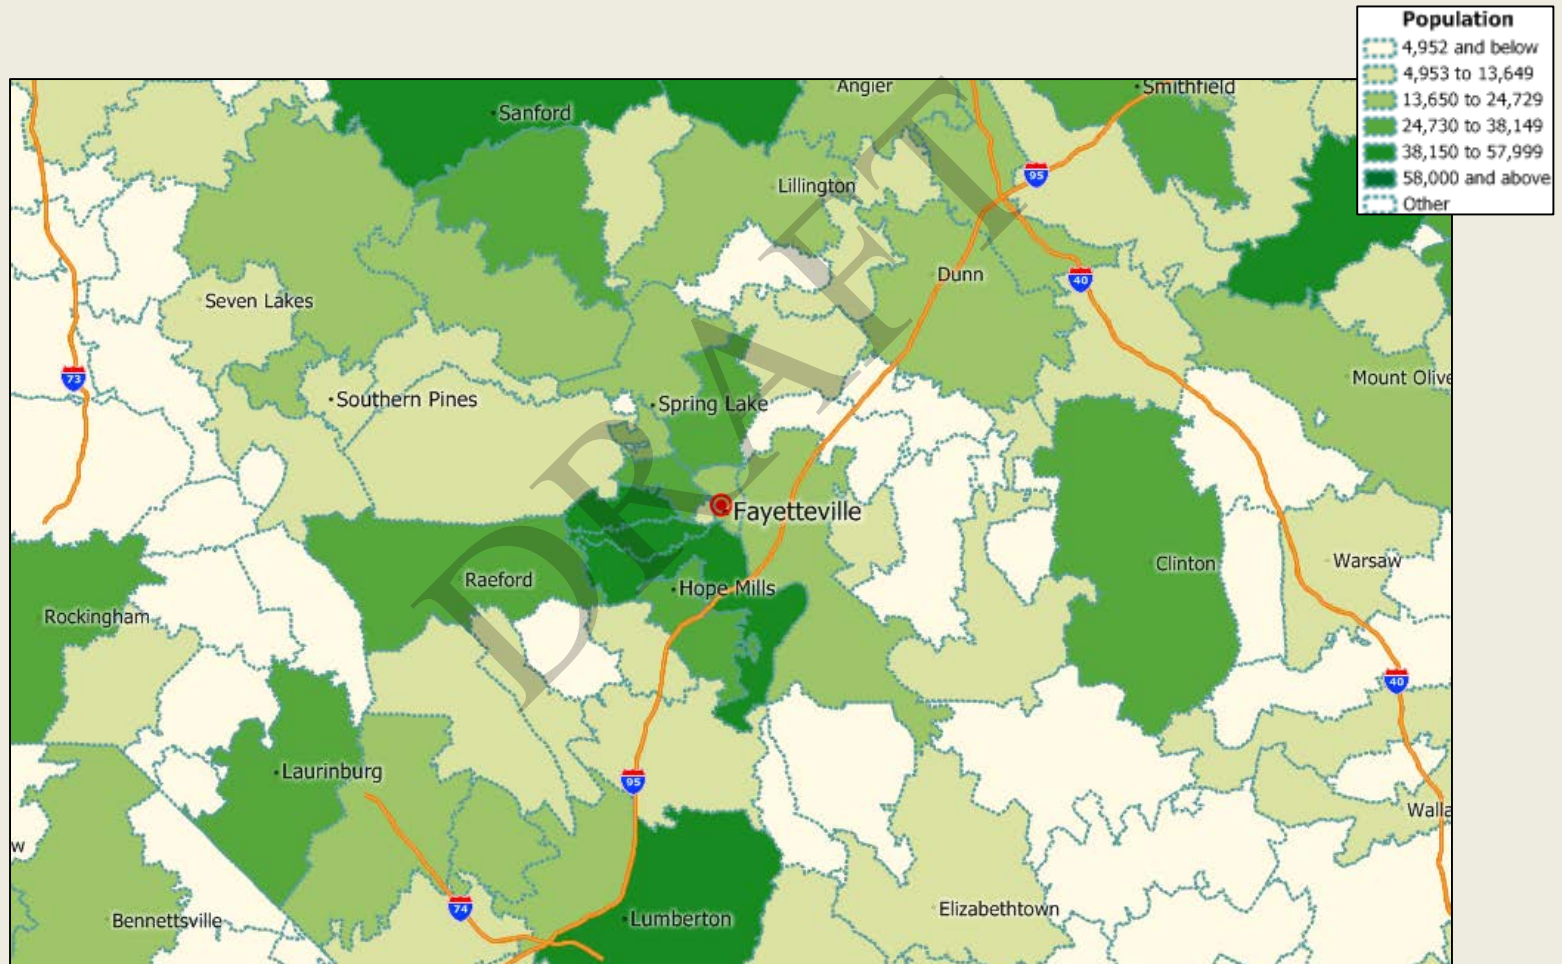 Population
4,952 and below
4,953 to 13,649
13,650 to 24,729
24,730 to 38,149
38,150 to 57,999
58,000 and above
Other
Angier
Smithfield
Sanford
95
Lillington
Dunn
40
Seven Lakes
73
Mount Olive
Southern Pines
Spring Lake
Fayetteville
Warsaw
Clinton
Raeford
Hope Mills
Rockingham
40
Laurinburg
95
Walla
w
74
Elizabethtown
Bennettsville
Lumberton
DRAFT